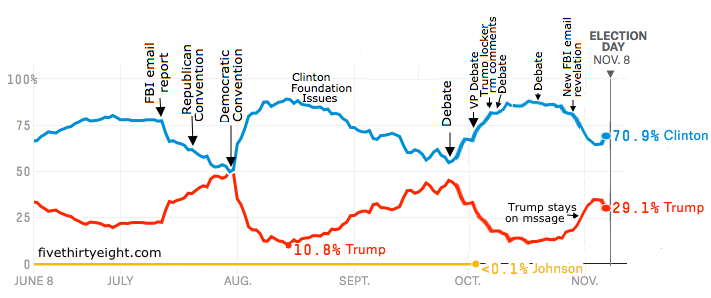 FBI email
report
Republican
Convention
Democratic
Convention
Clinton
Foundation
Issues
Debate
VP Debate
Trump locker
rm comments
Debate
Debate
New FBI email
revelation
ELECTION
DAY
NOV. 8
100%
75
50
25
0
70.9% Clinton
29.1% Trump
Trump stays
on mssage
10.8% Trump
<0.1% Johnson
fivethirtyeight.com
JUNE 8
JULY
AUG.
SEPT.
OCT.
NOV.